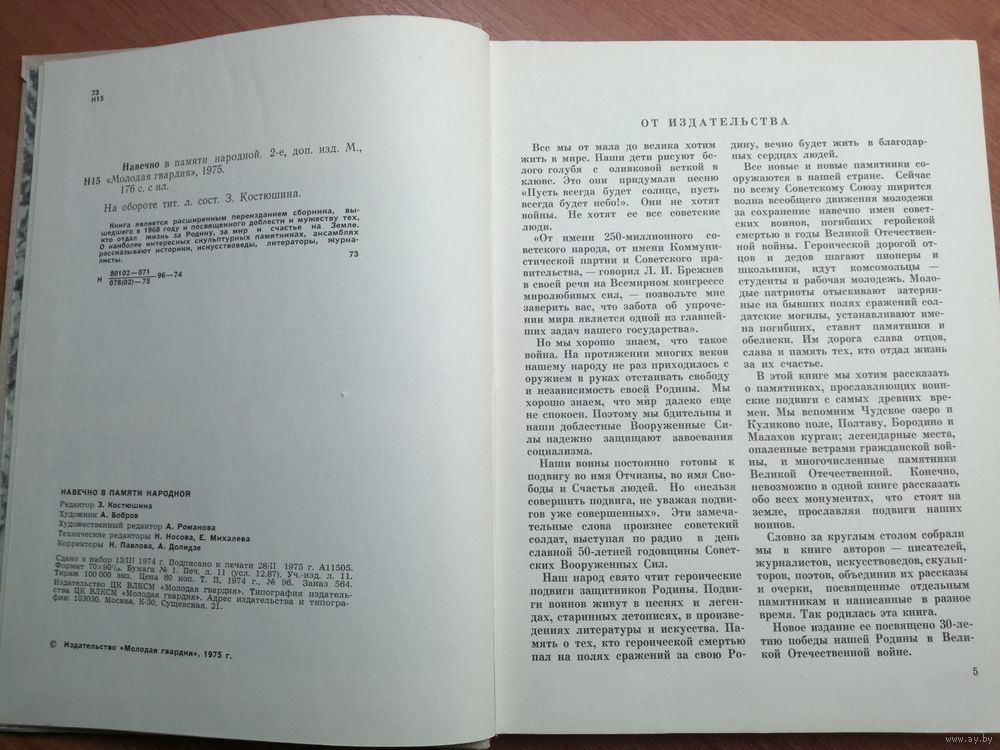 73
Н15
Навечно в памяти народной. 2-е, доп. изд. М.,
Н15 «Молодая гвардия», 1975.
176 с. с ил.
На обороте тит. л. сост. З. Костюшина.
Книга является расширенным переизданием сборника, вы-
шедшего в 1968 году и посвященного доблести и мужеству тех,
кто отдал жизнь за Родину, за мир и счастье на Земле.
О наиболее интересных скульптурных памятниках, ансамблях
рассказывают историки, искусствоведы, литераторы, журна-
листы.
73
Н 80102—071
078(02)—75 96—74
НАВЕЧНО В ПАМЯТИ НАРОДНОЙ
Редактор З. Костюшина
Художник А. Бобров
Художественный редактор А. Романова
Технические редакторы Н. Носова, Е. Михалева
Корректоры Н. Павлова, А. Долидзе
Сдано в набор 13/III 1974 г. Подписано к печати 28/II 1975 г. А11505.
Формат 70×90¹/₁₆. Бумага № 1. Печ. л. 11 (усл. 12,87). Уч.-изд. л. 11.
Тираж 100 000 экз. Цена 80 коп. Т. П. 1974 г., № 96. Заказ 564.
Издательство ЦК ВЛКСМ «Молодая гвардия». Типография издатель-
ства ЦК ВЛКСМ «Молодая гвардия». Адрес издательства и типогра-
фии: 103030, Москва, К-30, Сущевская, 21.
© Издательство «Молодая гвардия», 1975 г.
ОТ ИЗДАТЕЛЬСТВА
Все мы от мала до велика хотим
жить в мире. Наши дети рисуют бе-
лого голубя с оливковой веткой в
клюве. Это они придумали песню
«Пусть всегда будет солнце, пусть
всегда будет небо!». Они не хотят
войны. Не хотят ее все советские
люди.
«От имени 250-миллионного со-
ветского народа, от имени Коммуни-
стической партии и Советского пра-
вительства, — говорил Л. И. Брежнев
в своей речи на Всемирном конгрессе
миролюбивых сил, — позвольте мне
заверить вас, что забота об упроче-
нии мира является одной из главней-
ших задач нашего государства».
Но мы хорошо знаем, что такое
война. На протяжении многих веков
нашему народу не раз приходилось с
оружием в руках отстаивать свободу
и независимость своей Родины. Мы
хорошо знаем, что мир далеко еще
не спокоен. Поэтому мы бдительны и
наши доблестные Вооруженные Си-
лы надежно защищают завоевания
социализма.
Наши воины постоянно готовы к
подвигу во имя Отчизны, во имя Сво-
боды и Счастья людей. Но «нельзя
совершить подвига, не уважая подви-
гов уже совершенных». Эти замеча-
тельные слова произнес советский
солдат, выступая по радио в день
славной 50-летней годовщины Совет-
ских Вооруженных Сил.
Наш народ свято чтит героические
подвиги защитников Родины. Подви-
ги воинов живут в песнях и леген-
дах, старинных летописях, в произве-
дениях литературы и искусства. Па-
мять о тех, кто героической смертью
пал на полях сражений за свою Ро-
дину, вечно будет жить в благодар-
ных сердцах людей.
Все новые и новые памятники со-
оружаются в нашей стране. Сейчас
по всему Советскому Союзу ширится
волна всеобщего движения молодежи
за сохранение навечно имен совет-
ских воинов, погибших геройской
смертью в годы Великой Отечествен-
ной войны. Героической дорогой от-
цов и дедов шагают пионеры и
школьники, идут комсомольцы —
студенты и рабочая молодежь. Моло-
дые патриоты отыскивают затерян-
ные на бывших полях сражений сол-
датские могилы, устанавливают име-
на погибших, ставят памятники и
обелиски. Им дорога слава отцов,
слава и память тех, кто отдал жизнь
за их счастье.
В этой книге мы хотим рассказать
о памятниках, прославляющих воин-
ские подвиги с самых древних вре-
мен. Мы вспомним Чудское озеро и
Куликово поле, Полтаву, Бородино и
Малахов курган; легендарные места,
опаленные ветрами гражданской вой-
ны, и многочисленные памятники
Великой Отечественной. Конечно,
невозможно в одной книге рассказать
обо всех монументах, что стоят на
земле, прославляя подвиги наших
воинов.
Словно за круглым столом собрали
мы в книге авторов — писателей,
журналистов, искусствоведов, скульп-
торов, поэтов, объединив их рассказы
и очерки, посвященные отдельным
памятникам и написанные в разное
время. Так родилась эта книга.
Новое издание ее посвящено 30-ле-
тию победы нашей Родины в Вели-
кой Отечественной войне.
5
www.ay.by